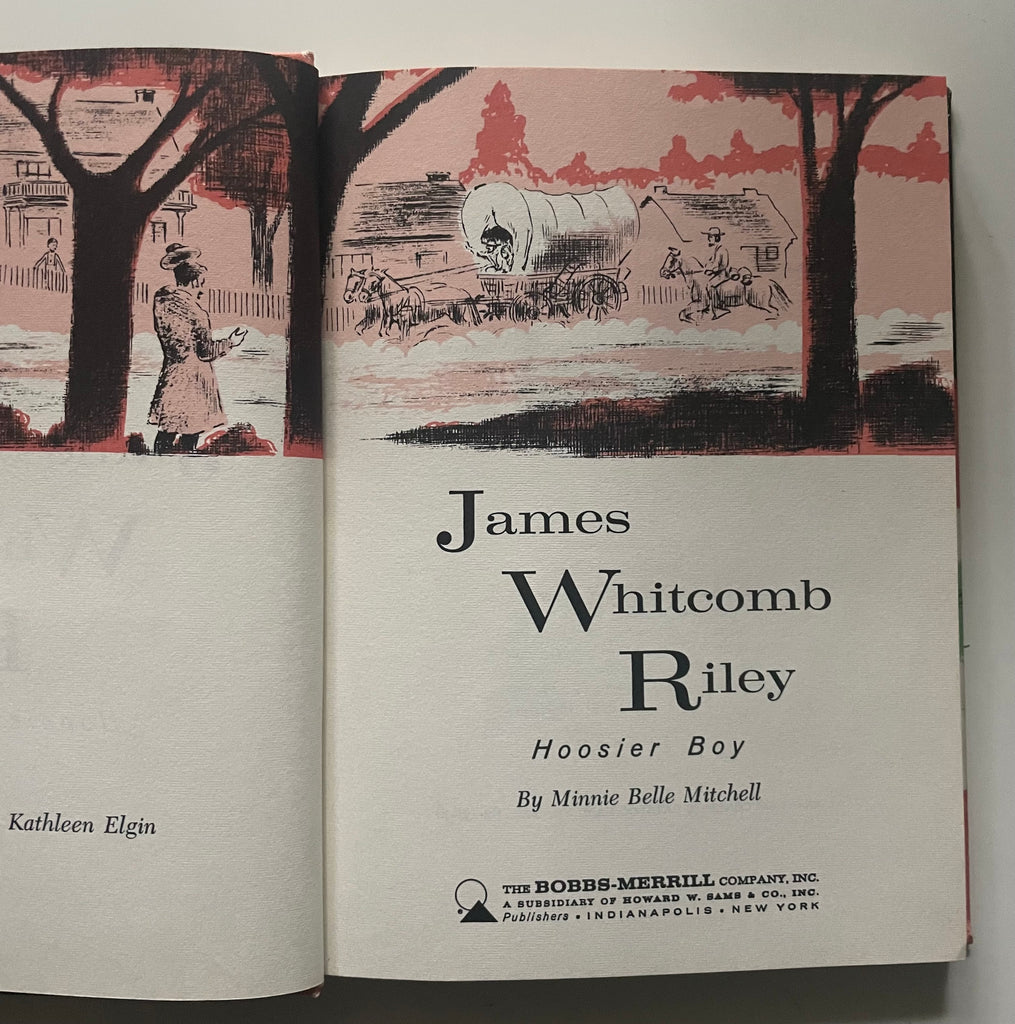 Kathleen Elgin
James
Whitcomb
Riley
Hoosier Boy
By Minnie Belle Mitchell
THE BOBBS-MERRILL COMPANY, INC.
A SUBSIDIARY OF HOWARD W. SAMS & CO., INC.
Publishers • INDIANAPOLIS • NEW YORK